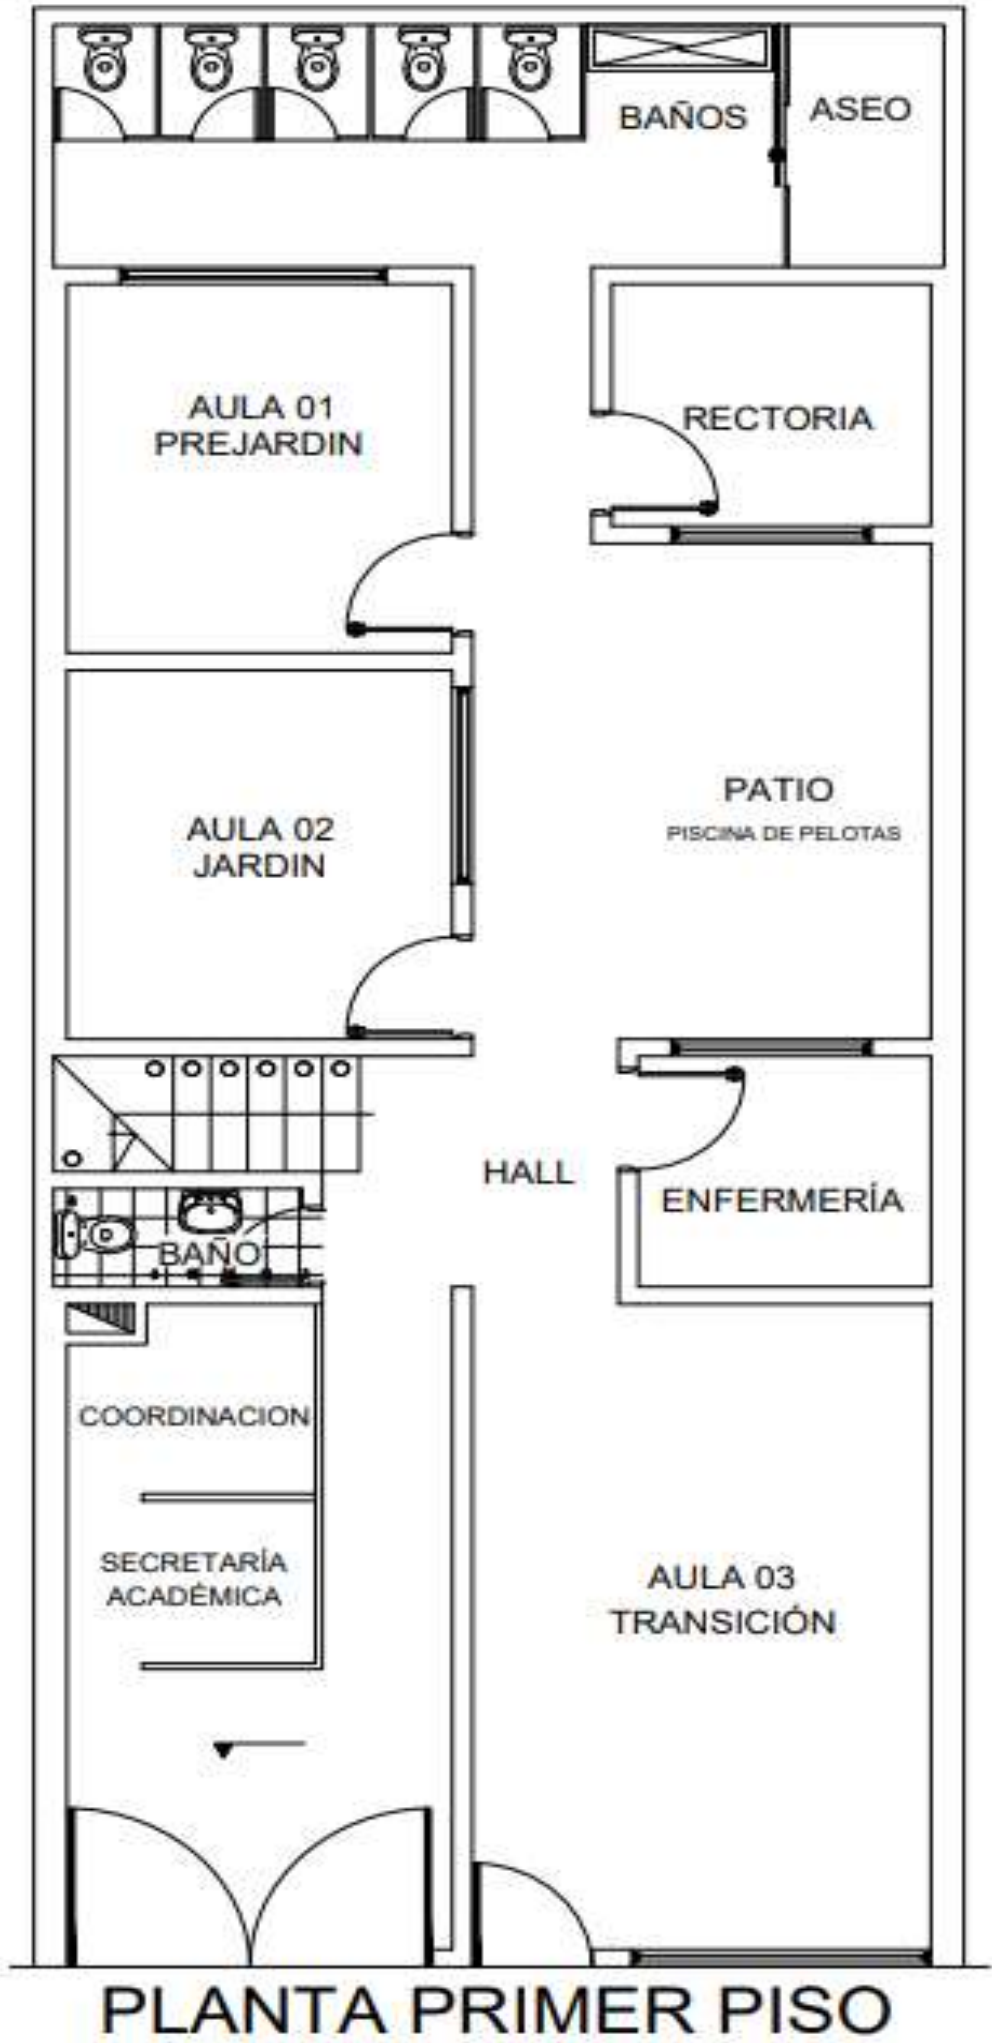 BAÑOS
ASEO
AULA 01
PREJARDIN
RECTORIA
PATIO
PISCINA DE PELOTAS
AULA 02
JARDIN
HALL
ENFERMERÍA
BAÑO
COORDINACION
SECRETARÍA
ACADÉMICA
AULA 03
TRANSICIÓN
PLANTA PRIMER PISO